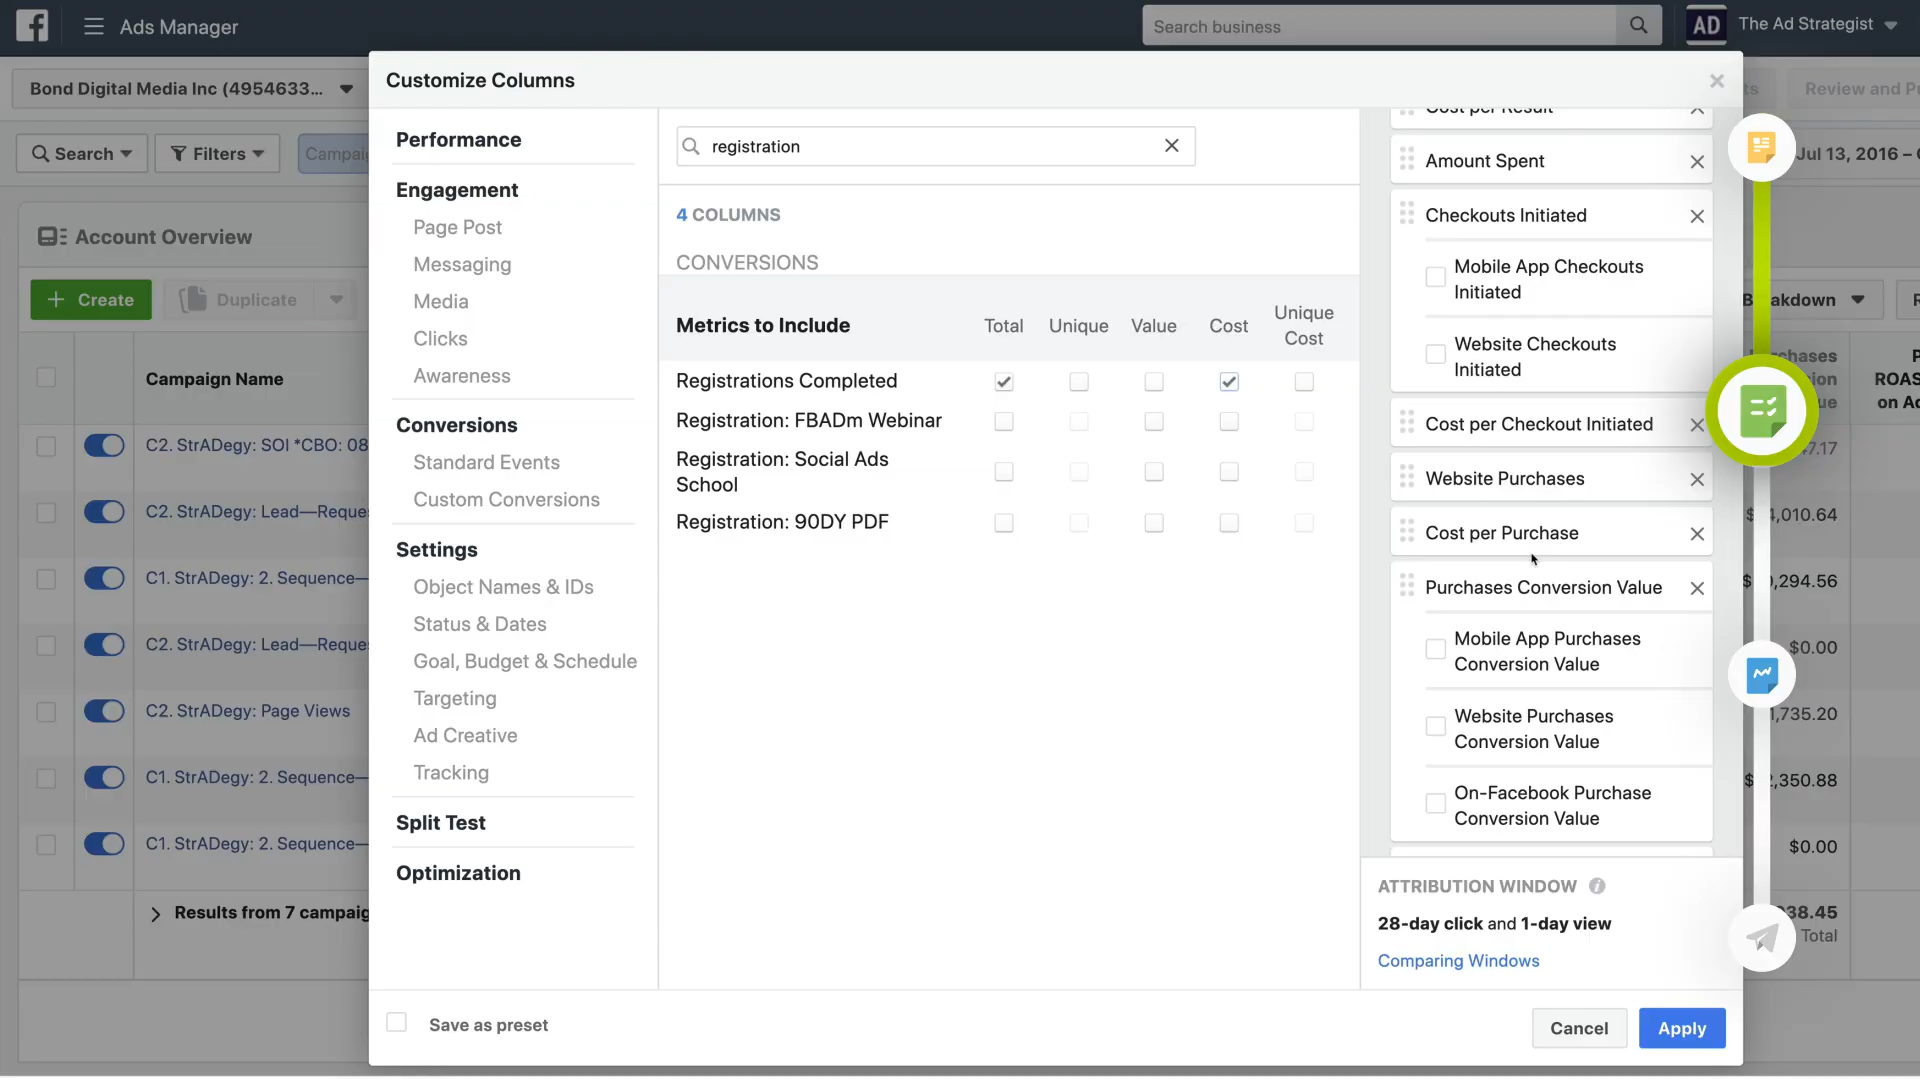 Ads Manager
Search business
AD
The Ad Strategist
Bond Digital Media Inc (4954633...
Customize Columns
Review and Pu
Search
Filters
Jul 13, 2016 –
Account Overview
Create
Duplicate
Campaign Name
C2. StrADegy: SOI *CBO: 08
C2. StrADegy: Lead—Reque
C1. StrADegy: 2. Sequence—
C2. StrADegy: Lead—Reque
C2. StrADegy: Page Views
C1. StrADegy: 2. Sequence—
C1. StrADegy: 2. Sequence—
Results from 7 campaig
Performance
Engagement
Page Post
Messaging
Media
Clicks
Awareness
Conversions
Standard Events
Custom Conversions
Settings
Object Names & IDs
Status & Dates
Goal, Budget & Schedule
Targeting
Ad Creative
Tracking
Split Test
Optimization
registration
4 COLUMNS
CONVERSIONS
Metrics to Include
Total
Unique
Value
Cost
Unique
Cost
Registrations Completed
Registration: FBADm Webinar
Registration: Social Ads
School
Registration: 90DY PDF
Cost per Result
Amount Spent
Checkouts Initiated
Mobile App Checkouts
Initiated
Website Checkouts
Initiated
Cost per Checkout Initiated
Website Purchases
Cost per Purchase
Purchases Conversion Value
Mobile App Purchases
Conversion Value
Website Purchases
Conversion Value
On-Facebook Purchase
Conversion Value
ATTRIBUTION WINDOW
28-day click and 1-day view
Comparing Windows
ROAS
on Ad
$0.00
$0.00
Total
Save as preset
Cancel
Apply